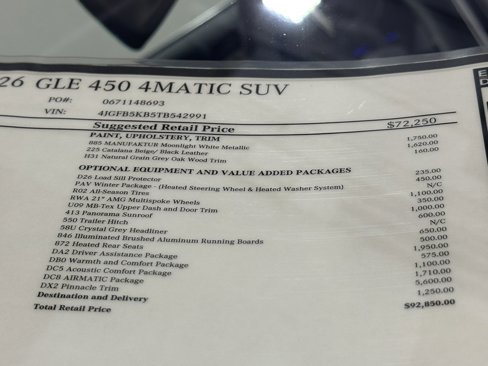 26 GLE 450 4MATIC SUV
PO#: 0671148693
VIN: 4JGFB5KB5TB542991
Suggested Retail Price $72,250
PAINT, UPHOLSTERY, TRIM
885 MANUFAKTUR Moonlight White Metallic 1,750.00
225 Catalana Beige/ Black Leather 1,620.00
H31 Natural Grain Grey Oak Wood Trim 160.00
OPTIONAL EQUIPMENT AND VALUE ADDED PACKAGES
D26 Load Sill Protector 235.00
PAV Winter Package - (Heated Steering Wheel & Heated Washer System) 450.00
R02 All-Season Tires N/C
RWA 21" AMG Multispoke Wheels 1,100.00
U09 MB-Tex Upper Dash and Door Trim 350.00
413 Panorama Sunroof 1,000.00
550 Trailer Hitch 600.00
58U Crystal Grey Headliner N/C
846 Illuminated Brushed Aluminum Running Boards 650.00
872 Heated Rear Seats 500.00
DA2 Driver Assistance Package 1,950.00
DB0 Warmth and Comfort Package 575.00
DC5 Acoustic Comfort Package 1,100.00
DC8 AIRMATIC Package 1,710.00
DX2 Pinnacle Trim 5,600.00
Destination and Delivery 1,250.00
Total Retail Price $92,850.00